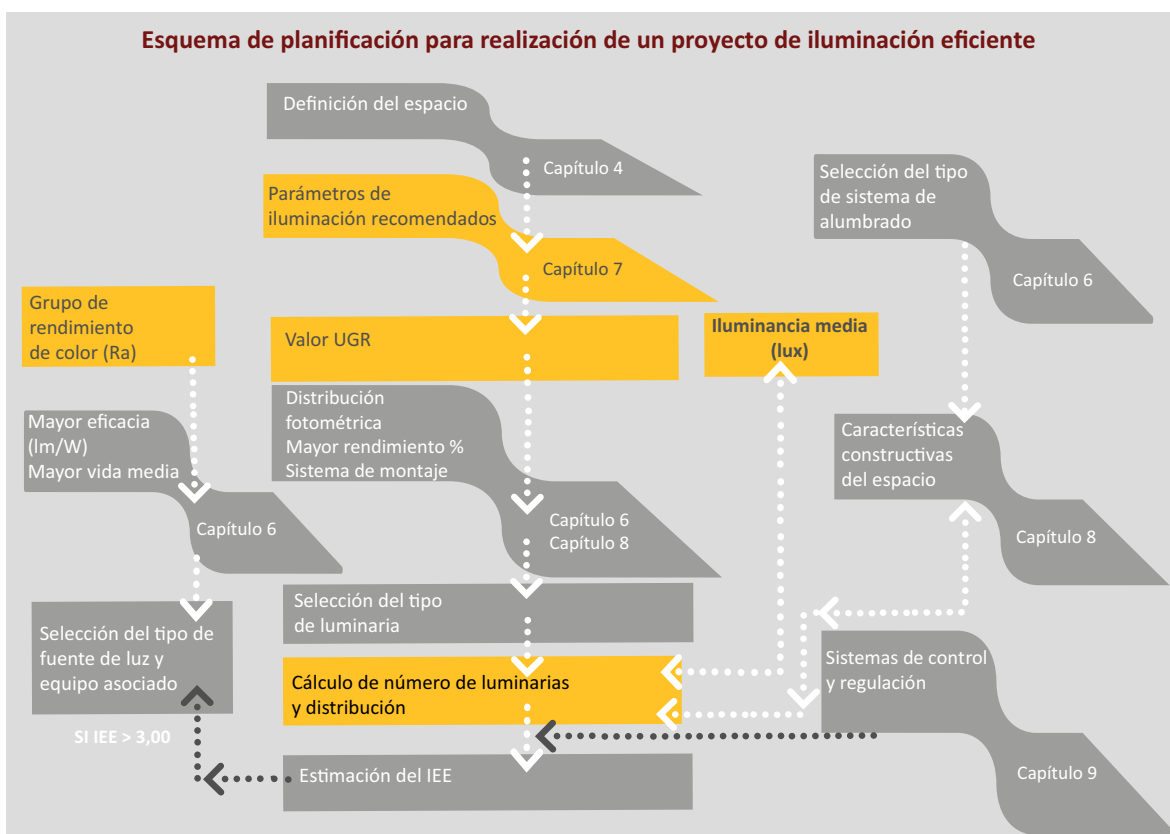 Esquema de planificación para realización de un proyecto de iluminación eficiente
Definición del espacio
Capítulo 4
Parámetros de
iluminación recomendados
Capítulo 7
Selección del tipo
de sistema de
alumbrado
Capítulo 6
Grupo de
rendimiento
de color (Ra)
Valor UGR
Iluminancia media
(lux)
Mayor eficacia
(lm/W)
Mayor vida media
Capítulo 6
Distribución
fotométrica
Mayor rendimiento %
Sistema de montaje
Capítulo 6
Capítulo 8
Características
constructivas
del espacio
Capítulo 8
Selección del tipo de
fuente de luz y
equipo asociado
Selección del tipo
de luminaria
Cálculo de número de luminarias
y distribución
Sistemas de control
y regulación
Capítulo 9
SI IEE > 3,00
Estimación del IEE